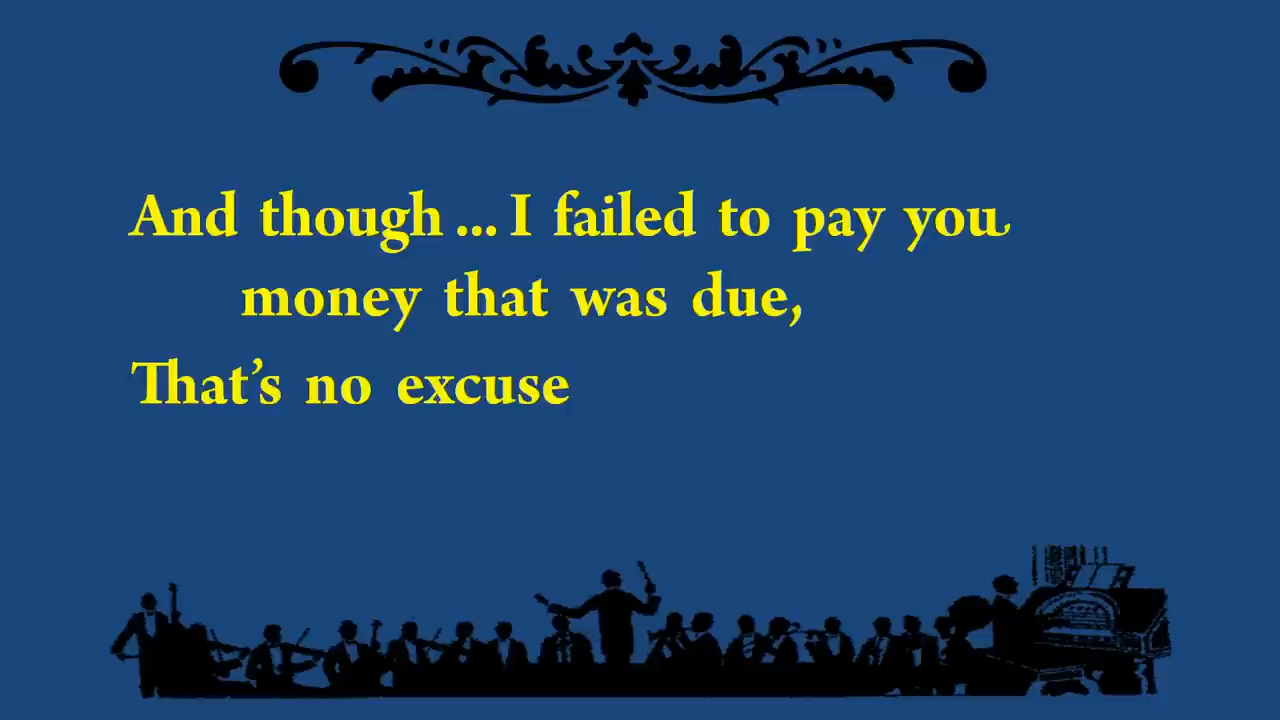 And though ... I failed to pay you
money that was due,
That’s no excuse